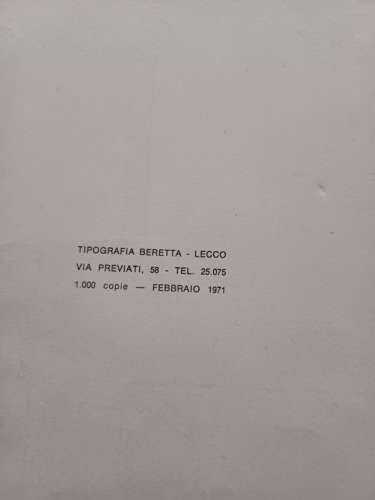 TIPOGRAFIA BERETTA - LECCO
VIA PREVIATI, 58 - TEL. 25.075
1.000 copie — FEBBRAIO 1971